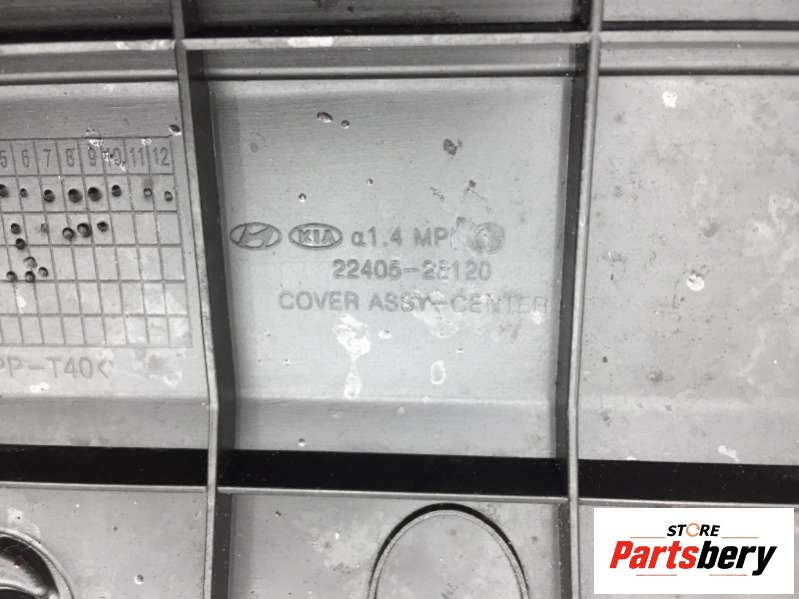 5 6 7 8 9 10 11 12
KIA α1.4 MPI
22405-26120
COVER ASSY-CENTER
PP-T40<
STORE
Partsbery